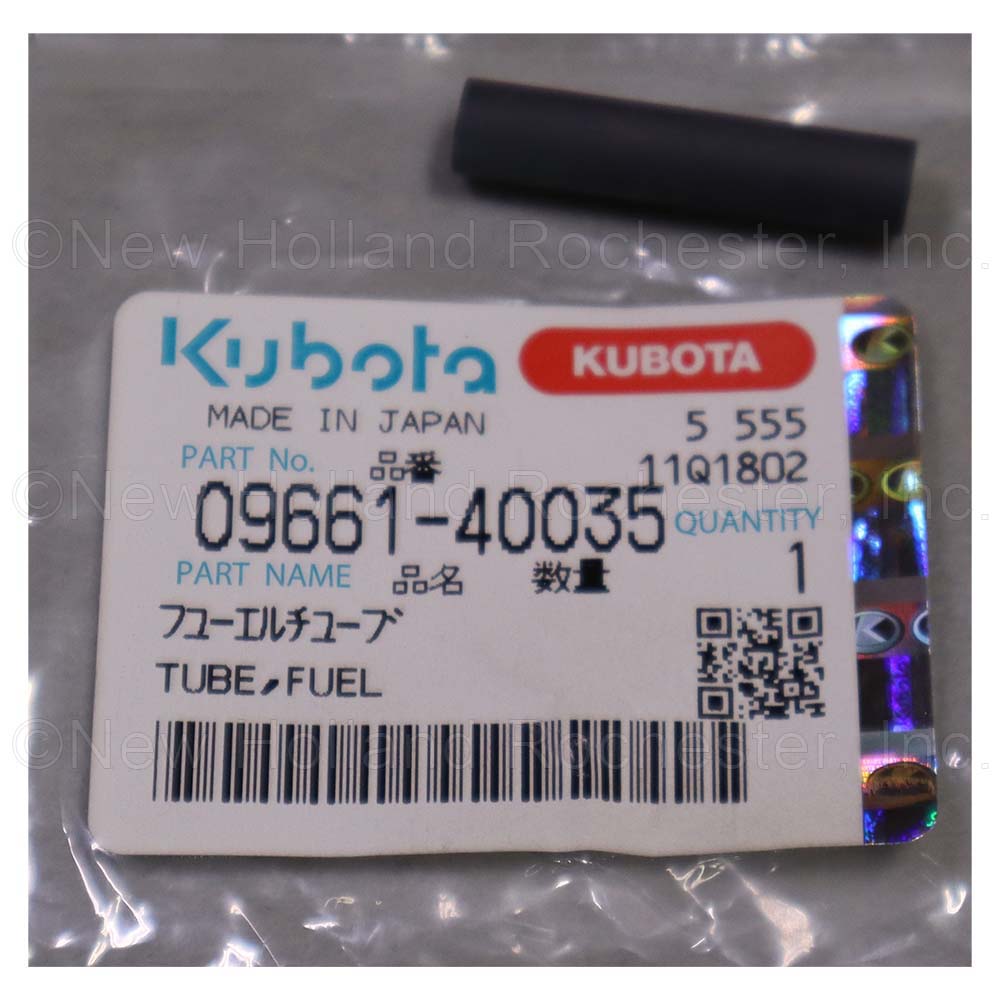 ©New Holland Rochester, Inc.
Kubota KUBOTA
MADE IN JAPAN 5 555
PART No. 品番 11Q1802
09661-40035 QUANTITY
PART NAME 品名 数量 1
フューエルチューブ
TUBE,FUEL
©New Holland Rochester, Inc.
©New Holland Rochester, Inc.